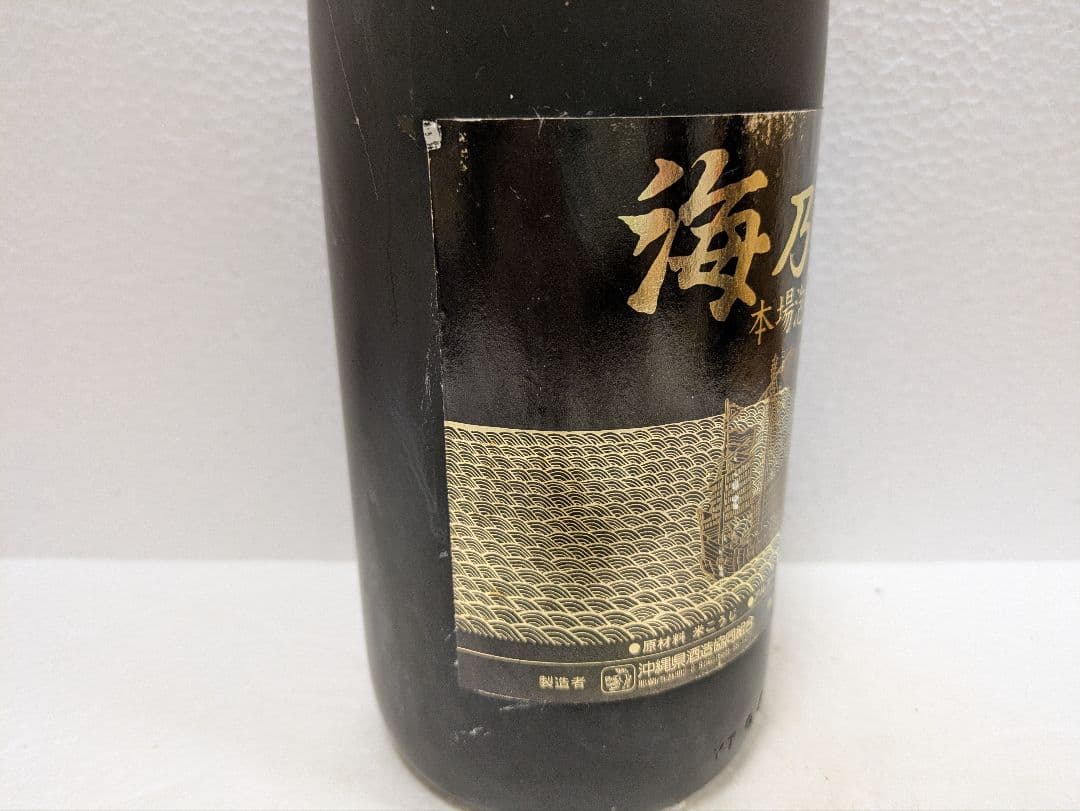 海乃
本場泡
●原材料 米こうじ
製造者 沖縄県酒造協同組合